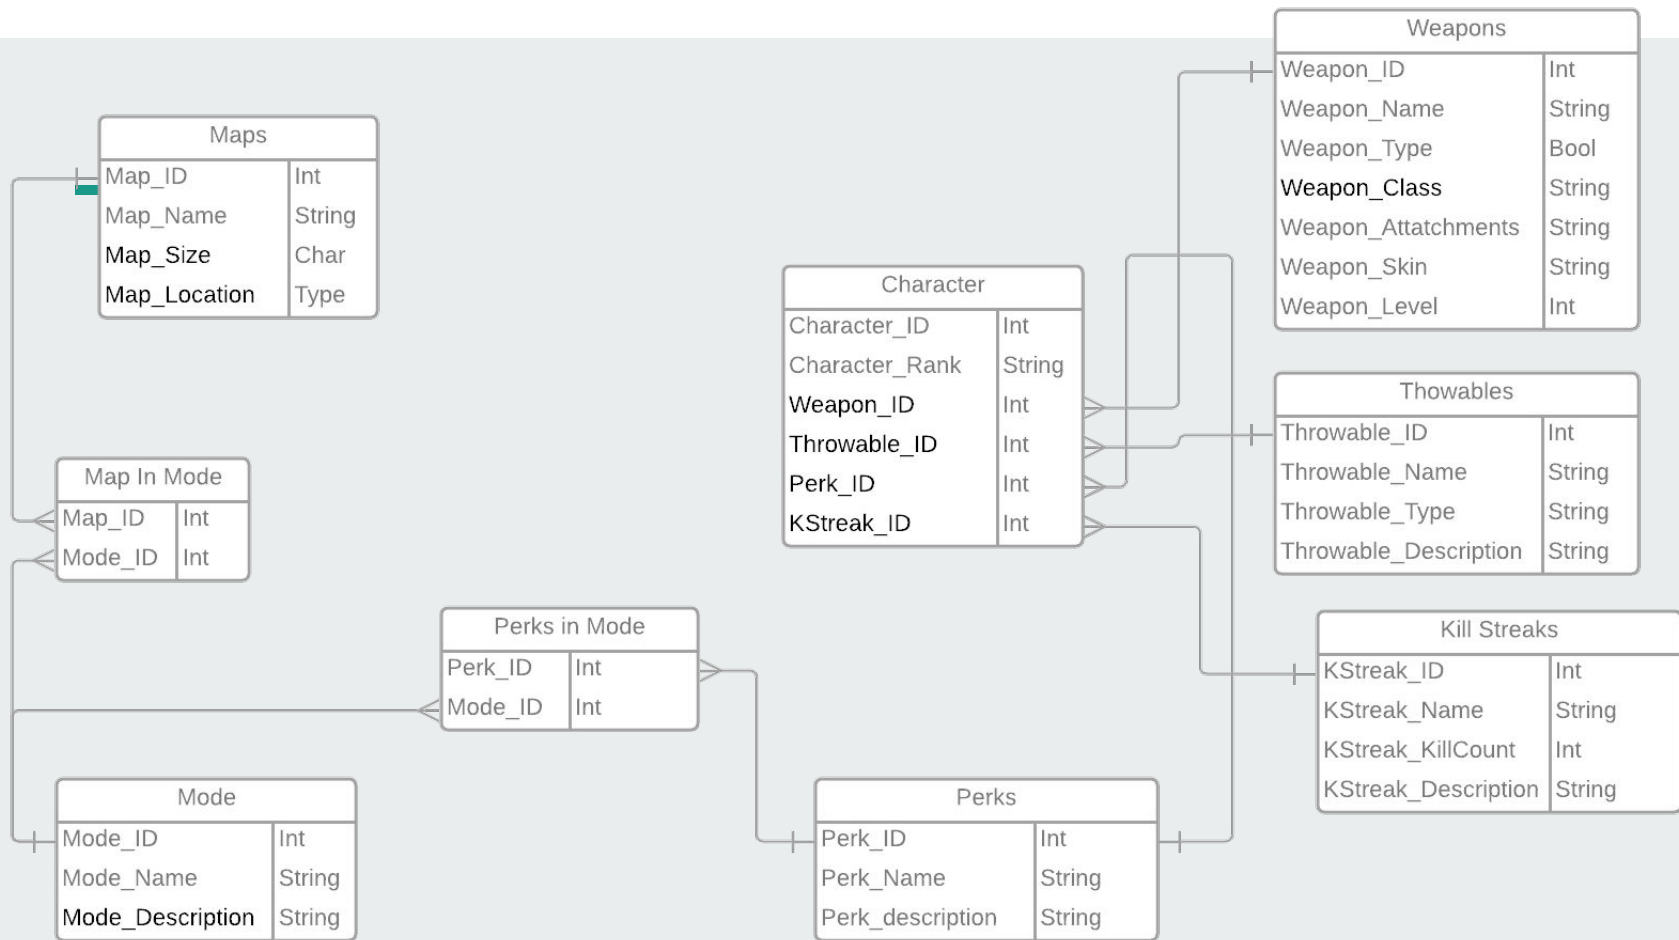 Weapons
Weapon_ID Int
Weapon_Name String
Weapon_Type Bool
Weapon_Class String
Weapon_Attatchments String
Weapon_Skin String
Weapon_Level Int
Maps
Map_ID Int
Map_Name String
Map_Size Char
Map_Location Type
Character
Character_ID Int
Character_Rank String
Weapon_ID Int
Throwable_ID Int
Perk_ID Int
KStreak_ID Int
Thowables
Throwable_ID Int
Throwable_Name String
Throwable_Type String
Throwable_Description String
Map In Mode
Map_ID Int
Mode_ID Int
Perks in Mode
Perk_ID Int
Mode_ID Int
Kill Streaks
KStreak_ID Int
KStreak_Name String
KStreak_KillCount Int
KStreak_Description String
Mode
Mode_ID Int
Mode_Name String
Mode_Description String
Perks
Perk_ID Int
Perk_Name String
Perk_description String